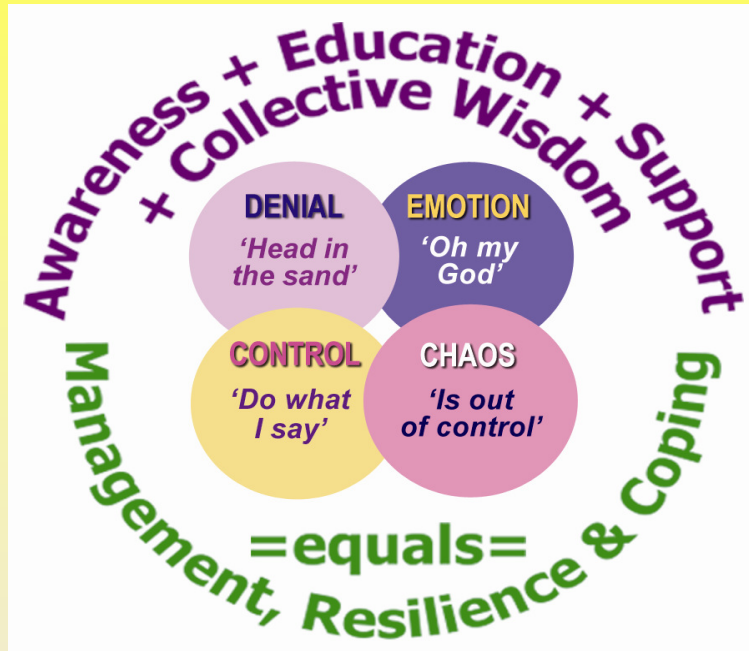 Awareness + Education + Support
+ Collective Wisdom
DENIAL
‘Head in
the sand’
EMOTION
‘Oh my
God’
CONTROL
‘Do what
I say’
CHAOS
‘Is out
of control’
=equals=
Management, Resilience & Coping